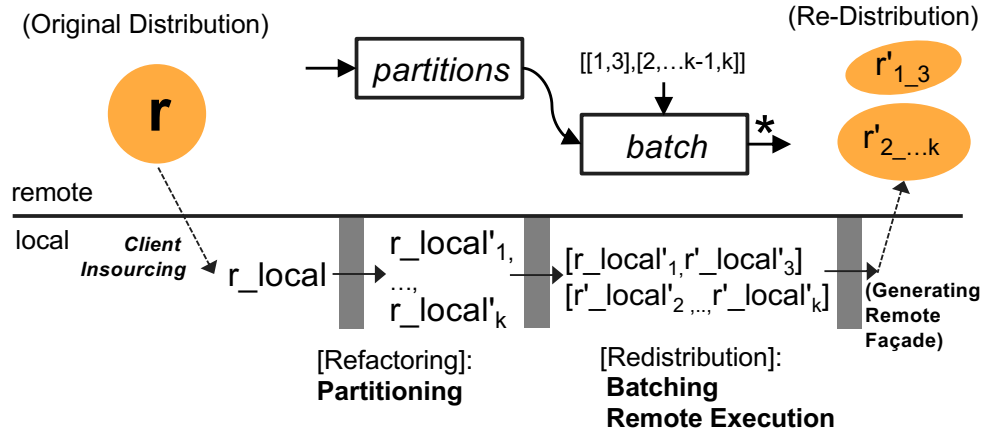 (Original Distribution)
(Re-Distribution)
r
partitions
[[1,3],[2,…k-1,k]]
batch
*
r'1_3
r'2_…k
remote
local
Client
Insourcing
r_local
r_local'1,
...,
r_local'k
[r_local'1,r'_local'3]
[r'_local'2 ,..,r'_local'k]
(Generating
Remote
Façade)
[Refactoring]:
Partitioning
[Redistribution]:
Batching
Remote Execution